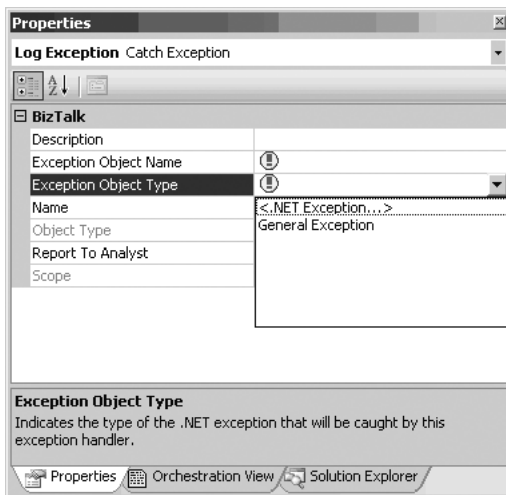 Properties
Log Exception Catch Exception
BizTalk
Description
Exception Object Name
Exception Object Type
Name
<.NET Exception...>
Object Type
General Exception
Report To Analyst
Scope
Exception Object Type
Indicates the type of the .NET exception that will be caught by this
exception handler.
Properties Orchestration View Solution Explorer